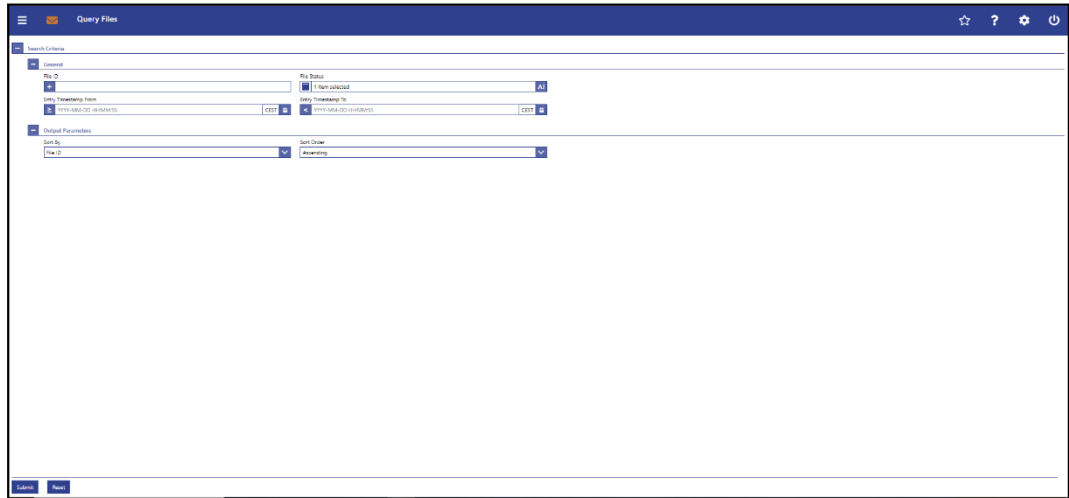 Query Files
Search Criteria
General
File ID
File Status
1 Item selected
Entry Timestamp From
Entry Timestamp To
≥ YYYY-MM-DD HH:MM:SS CEST
< YYYY-MM-DD HH:MM:SS CEST
Output Parameters
Sort By
Sort Order
File ID
Ascending
Submit Reset